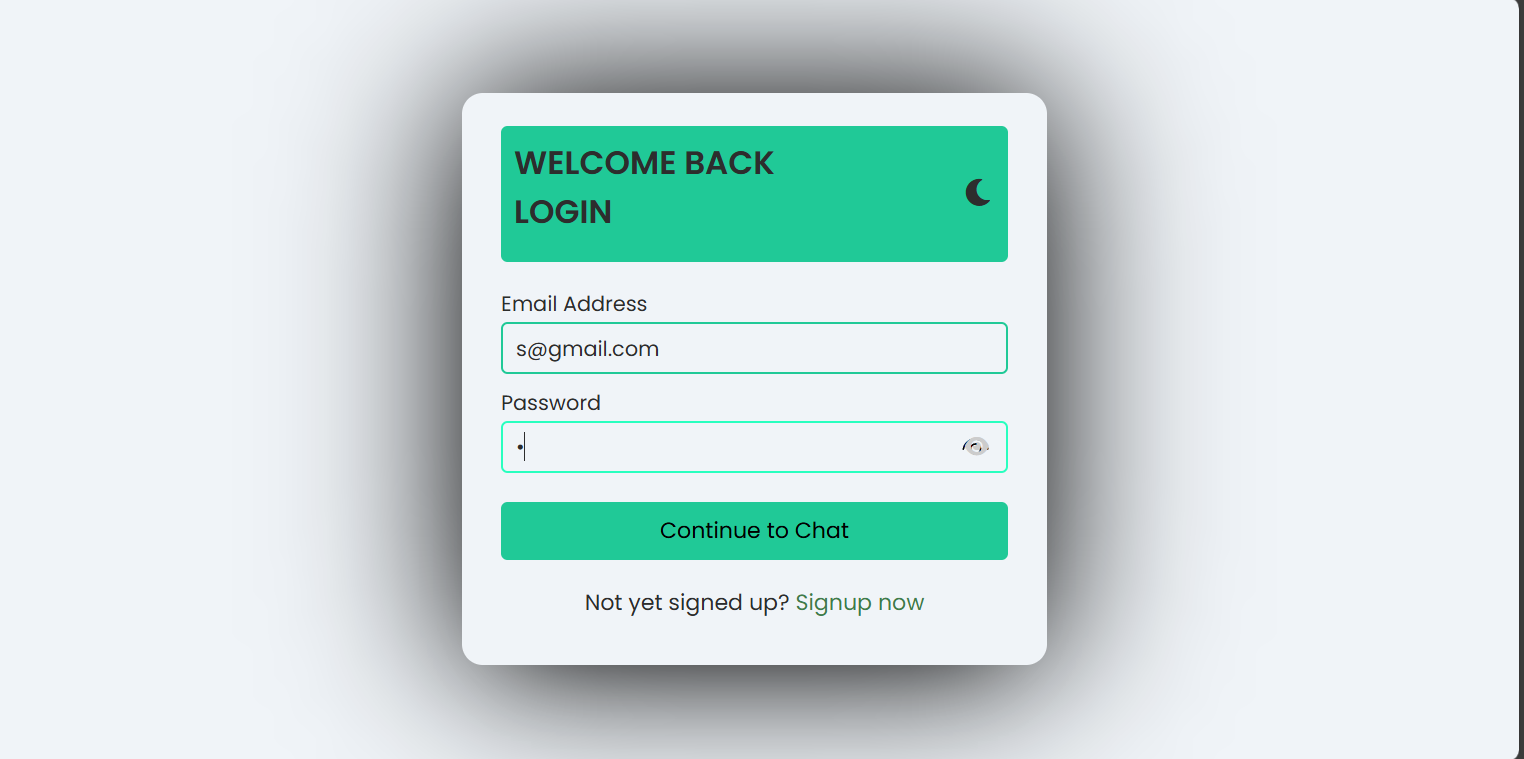 WELCOME BACK
LOGIN
Email Address
s@gmail.com
Password
•
Continue to Chat
Not yet signed up? Signup now